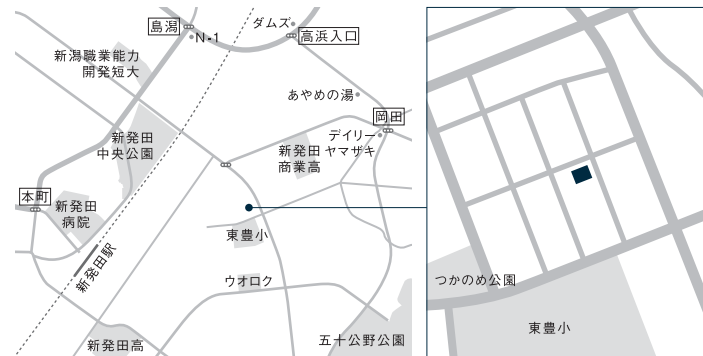 島潟
N-1
ダムズ
高浜入口
新潟職業能力
開発短大
あやめの湯
岡田
デイリー
ヤマザキ
新発田
中央公園
新発田
商業高
本町
新発田
病院
東豊小
新発田駅
ウオロク
新発田高
五十公野公園
つかのめ公園
東豊小